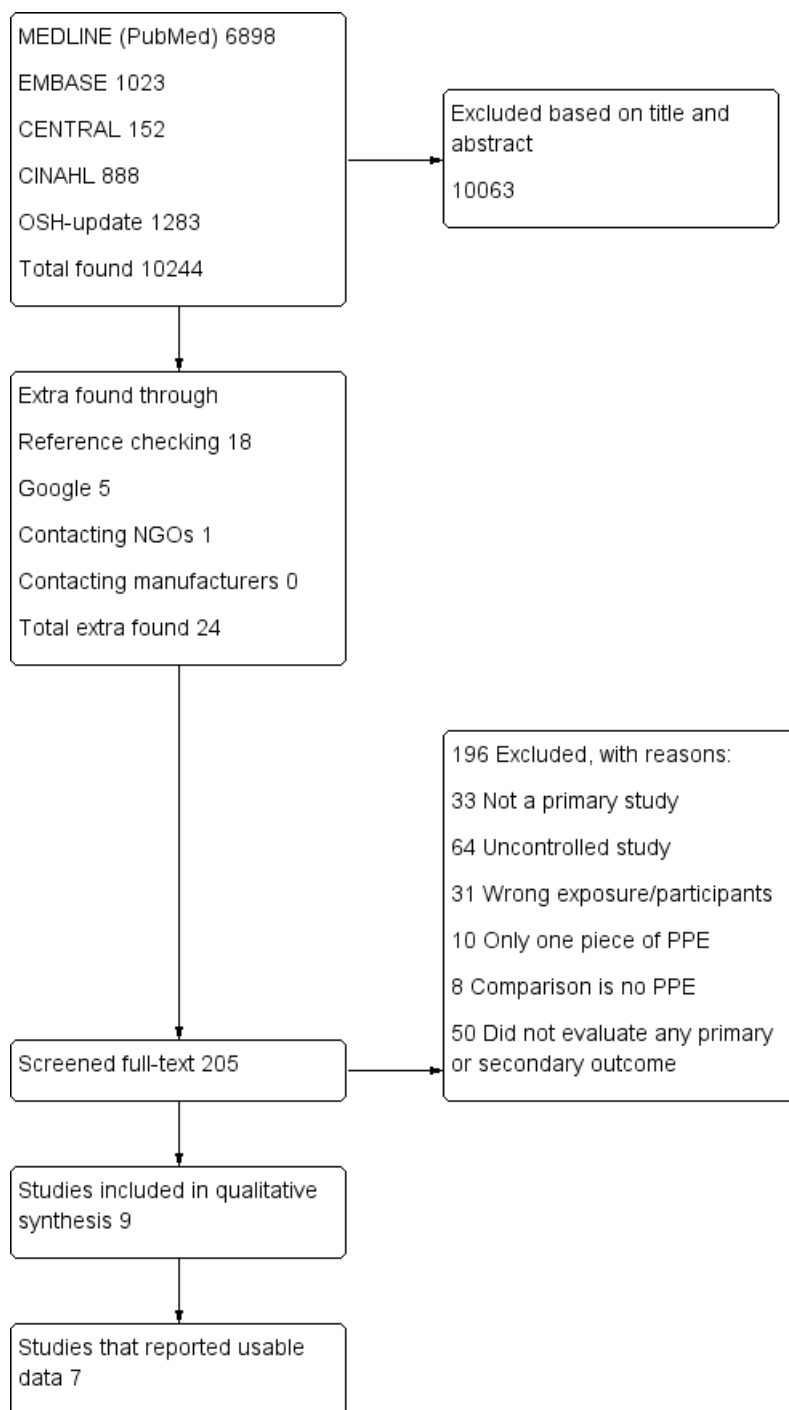 MEDLINE (PubMed) 6898
EMBASE 1023
CENTRAL 152
CINAHL 888
OSH-update 1283
Total found 10244
Excluded based on title and
abstract
10063
Extra found through
Reference checking 18
Google 5
Contacting NGOs 1
Contacting manufacturers 0
Total extra found 24
196 Excluded, with reasons:
33 Not a primary study
64 Uncontrolled study
31 Wrong exposure/participants
10 Only one piece of PPE
8 Comparison is no PPE
50 Did not evaluate any primary
or secondary outcome
Screened full-text 205
Studies included in qualitative
synthesis 9
Studies that reported usable
data 7